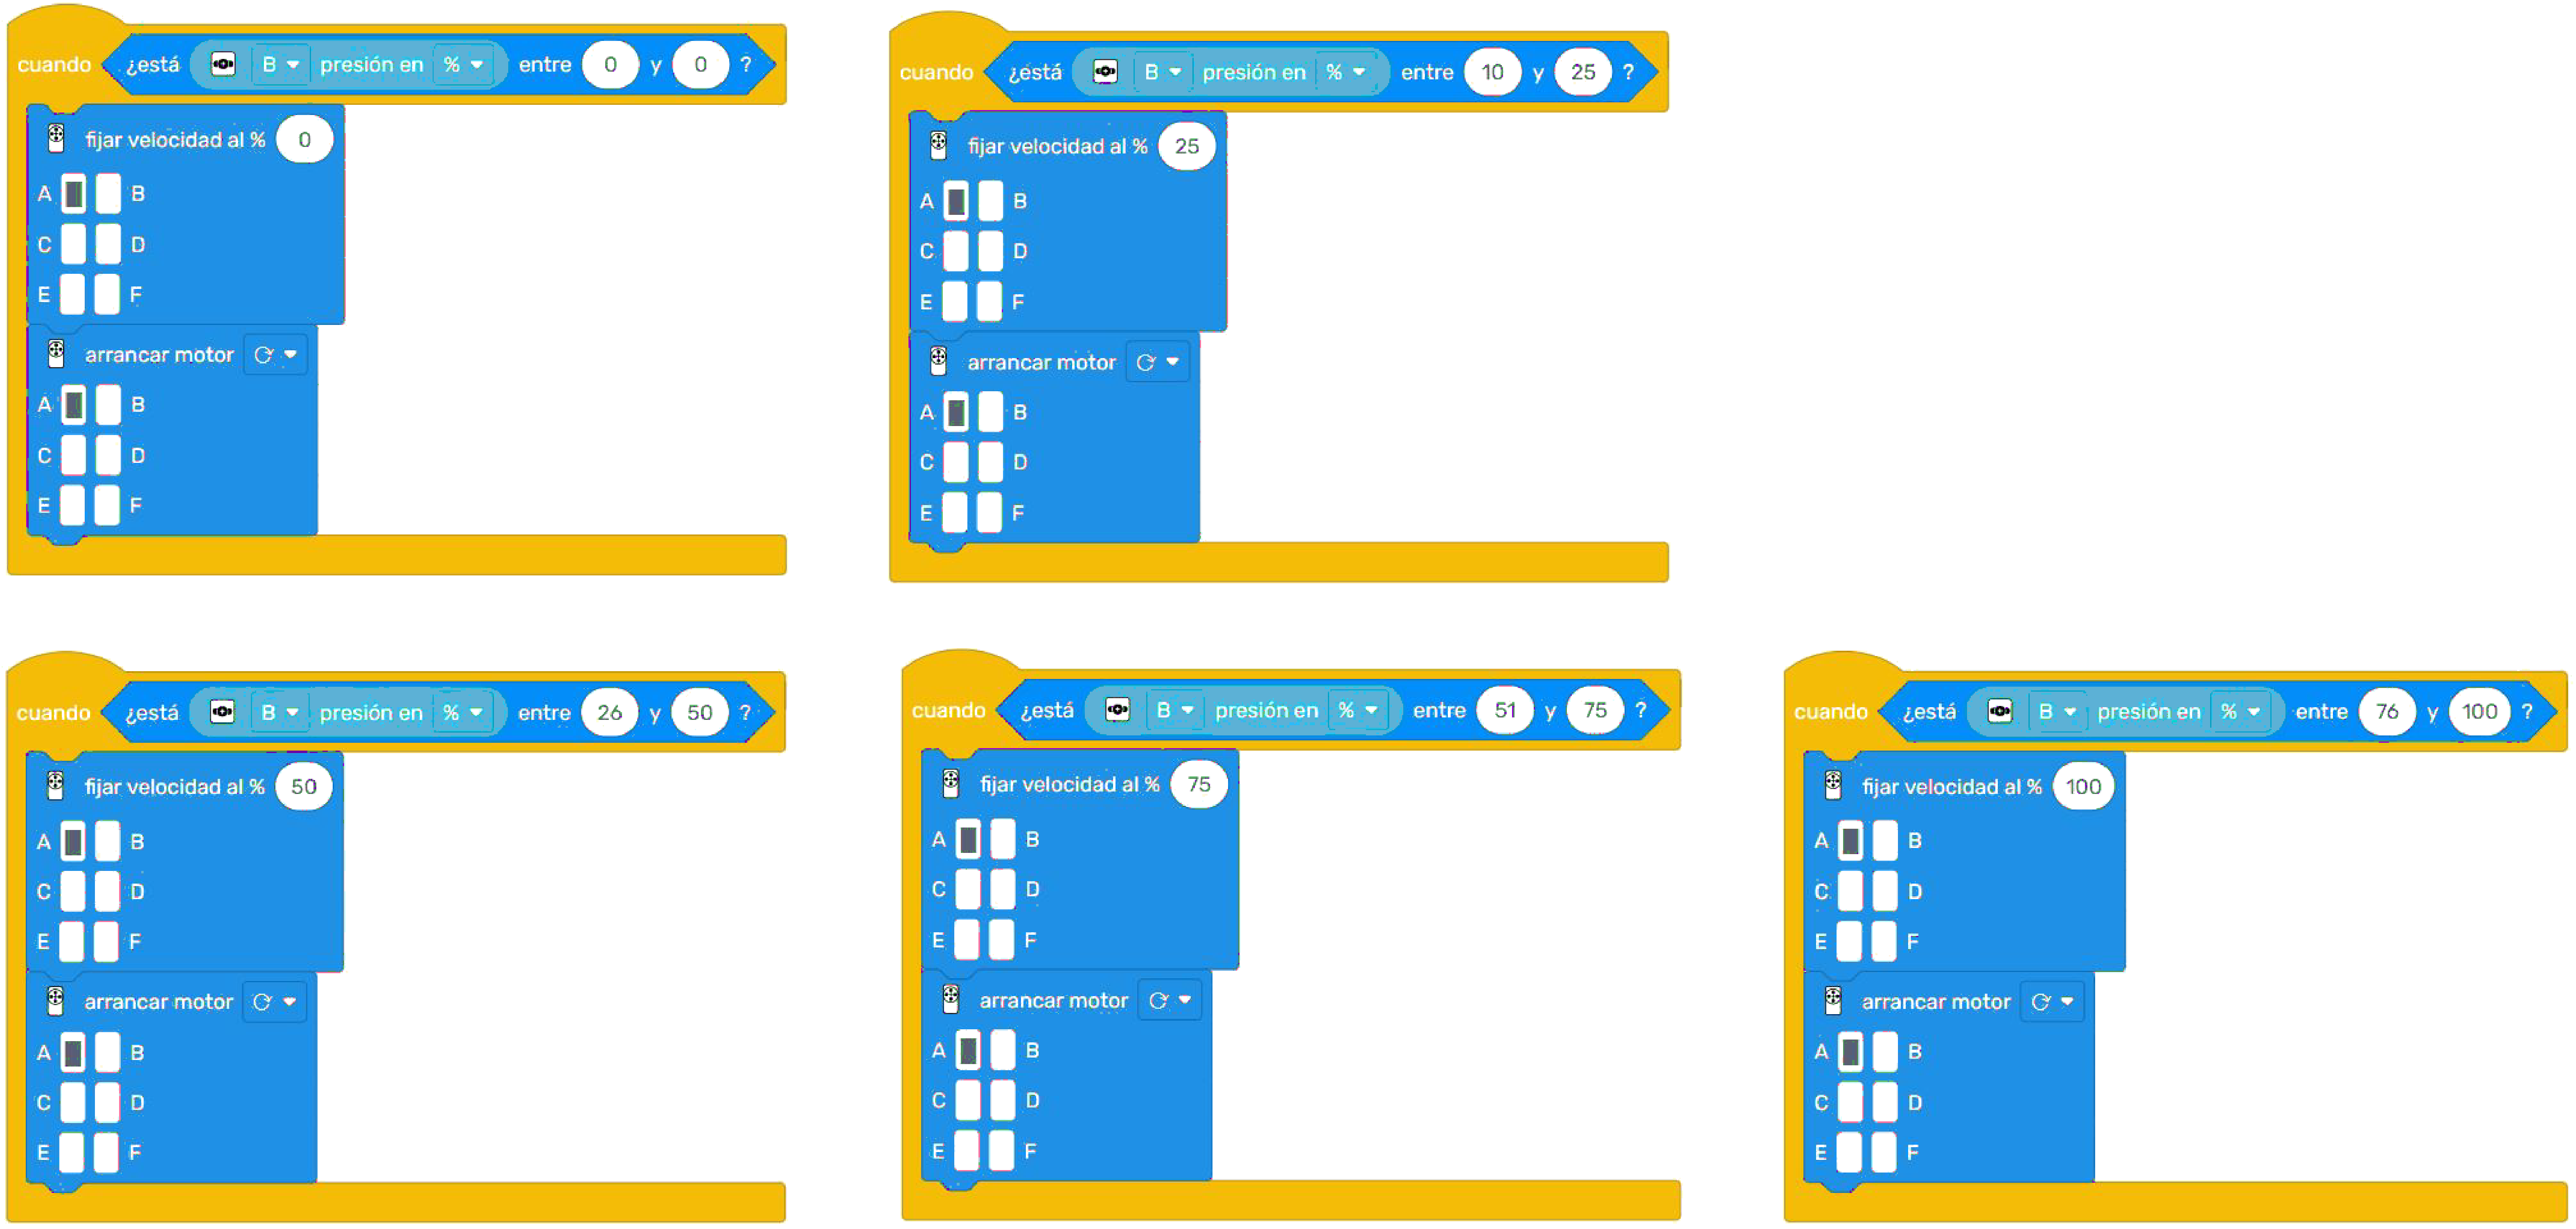 cuando ¿está B presión en % entre 0 y 0 ?
fijar velocidad al % 0
A B
C D
E F
arrancar motor
A B
C D
E F
cuando ¿está B presión en % entre 10 y 25 ?
fijar velocidad al % 25
A B
C D
E F
arrancar motor
A B
C D
E F
cuando ¿está B presión en % entre 26 y 50 ?
fijar velocidad al % 50
A B
C D
E F
arrancar motor
A B
C D
E F
cuando ¿está B presión en % entre 51 y 75 ?
fijar velocidad al % 75
A B
C D
E F
arrancar motor
A B
C D
E F
cuando ¿está B presión en % entre 76 y 100 ?
fijar velocidad al % 100
A B
C D
E F
arrancar motor
A B
C D
E F